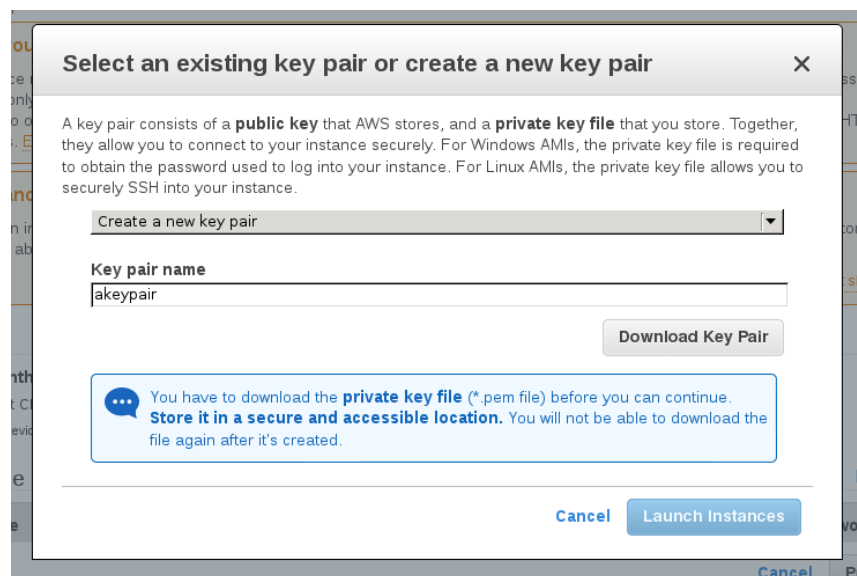 Select an existing key pair or create a new key pair
A key pair consists of a public key that AWS stores, and a private key file that you store. Together,
they allow you to connect to your instance securely. For Windows AMIs, the private key file is required
to obtain the password used to log into your instance. For Linux AMIs, the private key file allows you to
securely SSH into your instance.
Create a new key pair
Key pair name
akeypair
Download Key Pair
You have to download the private key file (*.pem file) before you can continue.
Store it in a secure and accessible location. You will not be able to download the
file again after it's created.
Cancel
Launch Instances
Cancel